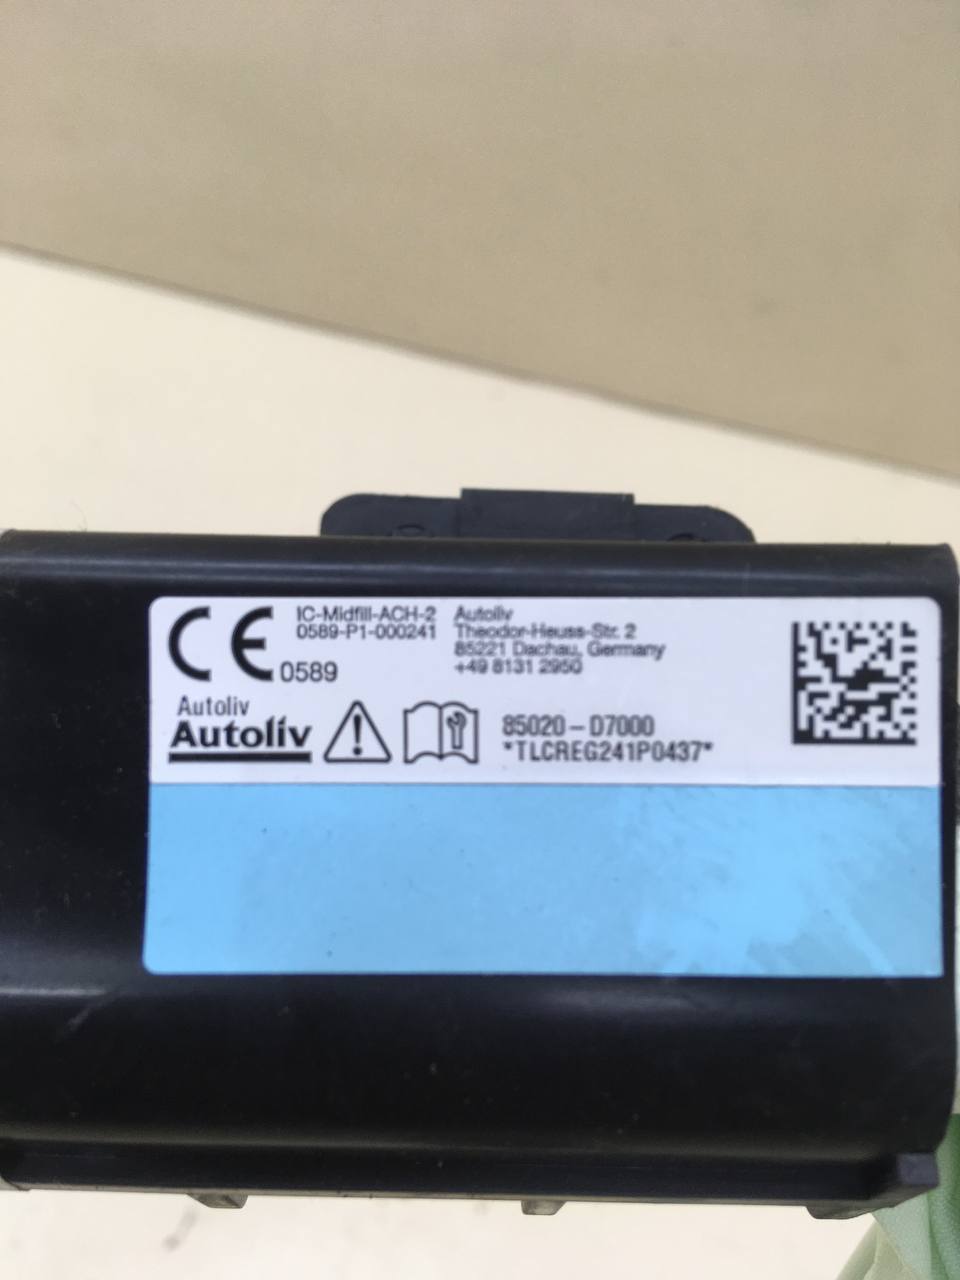 CE 0589
IC-Midfill-ACH-2
0589-P1-000241
Autoliv
Theodor-Heuss-Str. 2
85221 Dachau, Germany
+49 8131 2950
Autoliv
Autoliv
85020-D7000
*TLCREG241P0437*